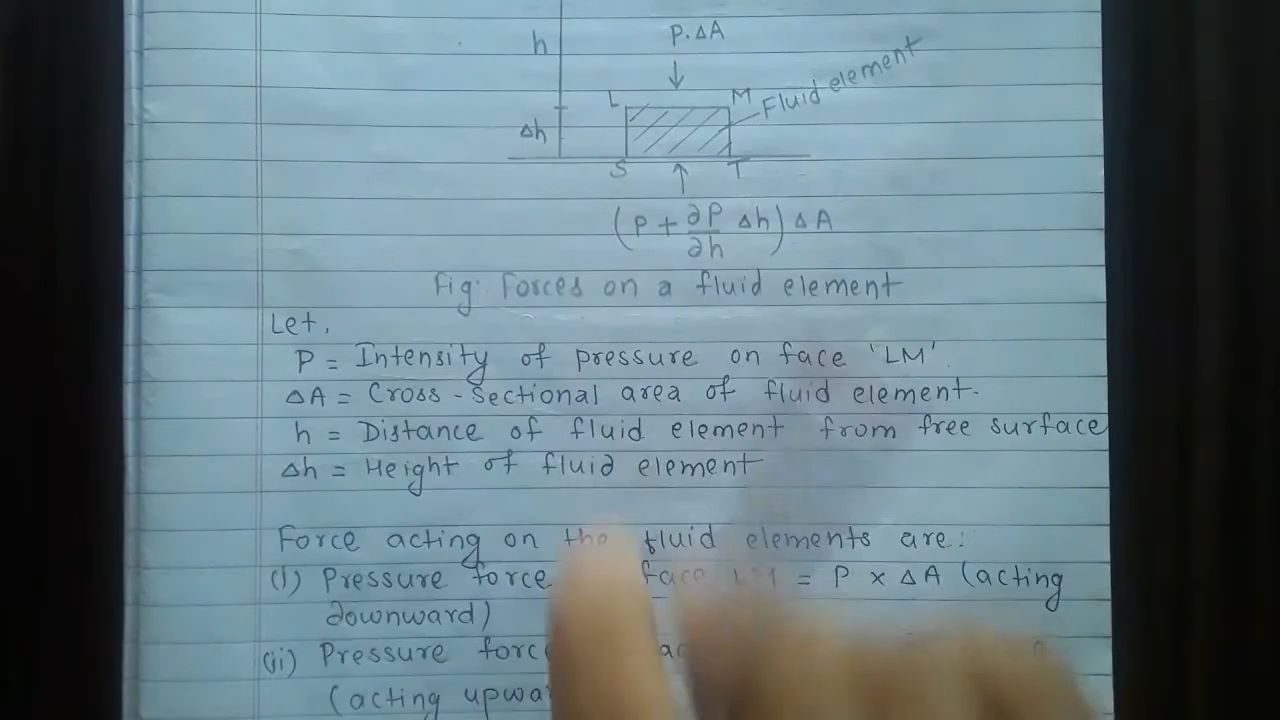 h
P.ΔA
L
M
Fluid element
Δh
S
T
(P + ∂P/∂h Δh) ΔA
Fig: Forces on a fluid element
Let,
P = Intensity of pressure on face 'LM'.
ΔA = Cross-sectional area of fluid element.
h = Distance of fluid element from free surface
Δh = Height of fluid element
Force acting on the fluid elements are:
(i) Pressure force face LM = P × ΔA (acting
downward)
(ii) Pressure
(acting